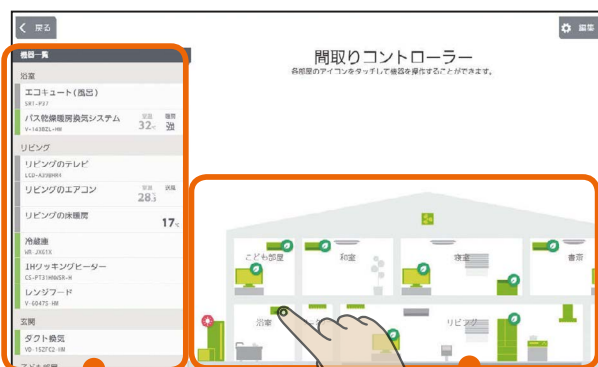 戻る
編集
機器一覧
間取りコントローラー
各部屋のアイコンをタッチして機器を操作することができます。
浴室
エコキュート(風呂)
SRT-P37
バス乾燥暖房換気システム
V-143BZL-HM
32℃
強
リビング
リビングのテレビ
LCD-A39BHR4
リビングのエアコン
28.5
リビングの床暖房
17℃
冷蔵庫
MR-JX61X
IHクッキングヒーター
CS-PT31HNWSR-H
レンジフード
V-6047S-HM
玄関
ダクト換気
VD-15ZFC2-HM
こども部屋
和室
寝室
書斎
浴室
リビング